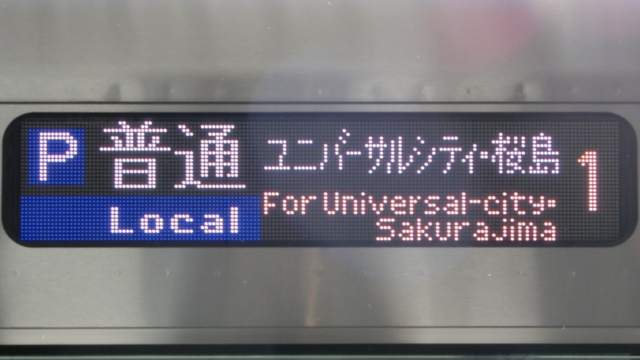 P 普通 ユニバーサルシティ・桜島 1
Local For Universal-city・
Sakurajima